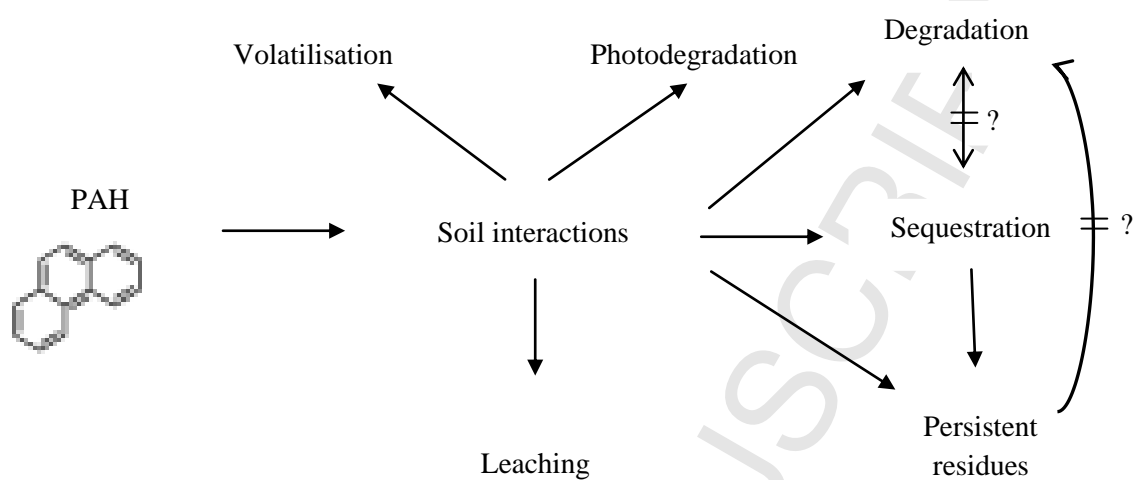 Degradation
Volatilisation
Photodegradation
?
PAH
Soil interactions
Sequestration
?
Persistent
residues
Leaching